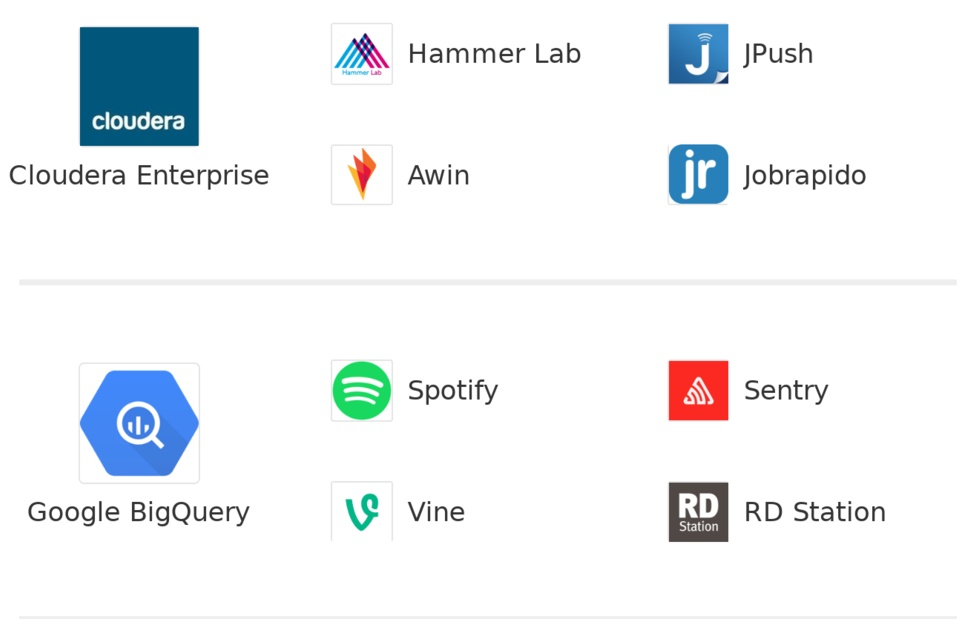 cloudera
Cloudera Enterprise
Hammer Lab
Hammer Lab
J
JPush
Awin
jr
Jobrapido
Google BigQuery
Spotify
Sentry
Vine
RD
Station
RD Station